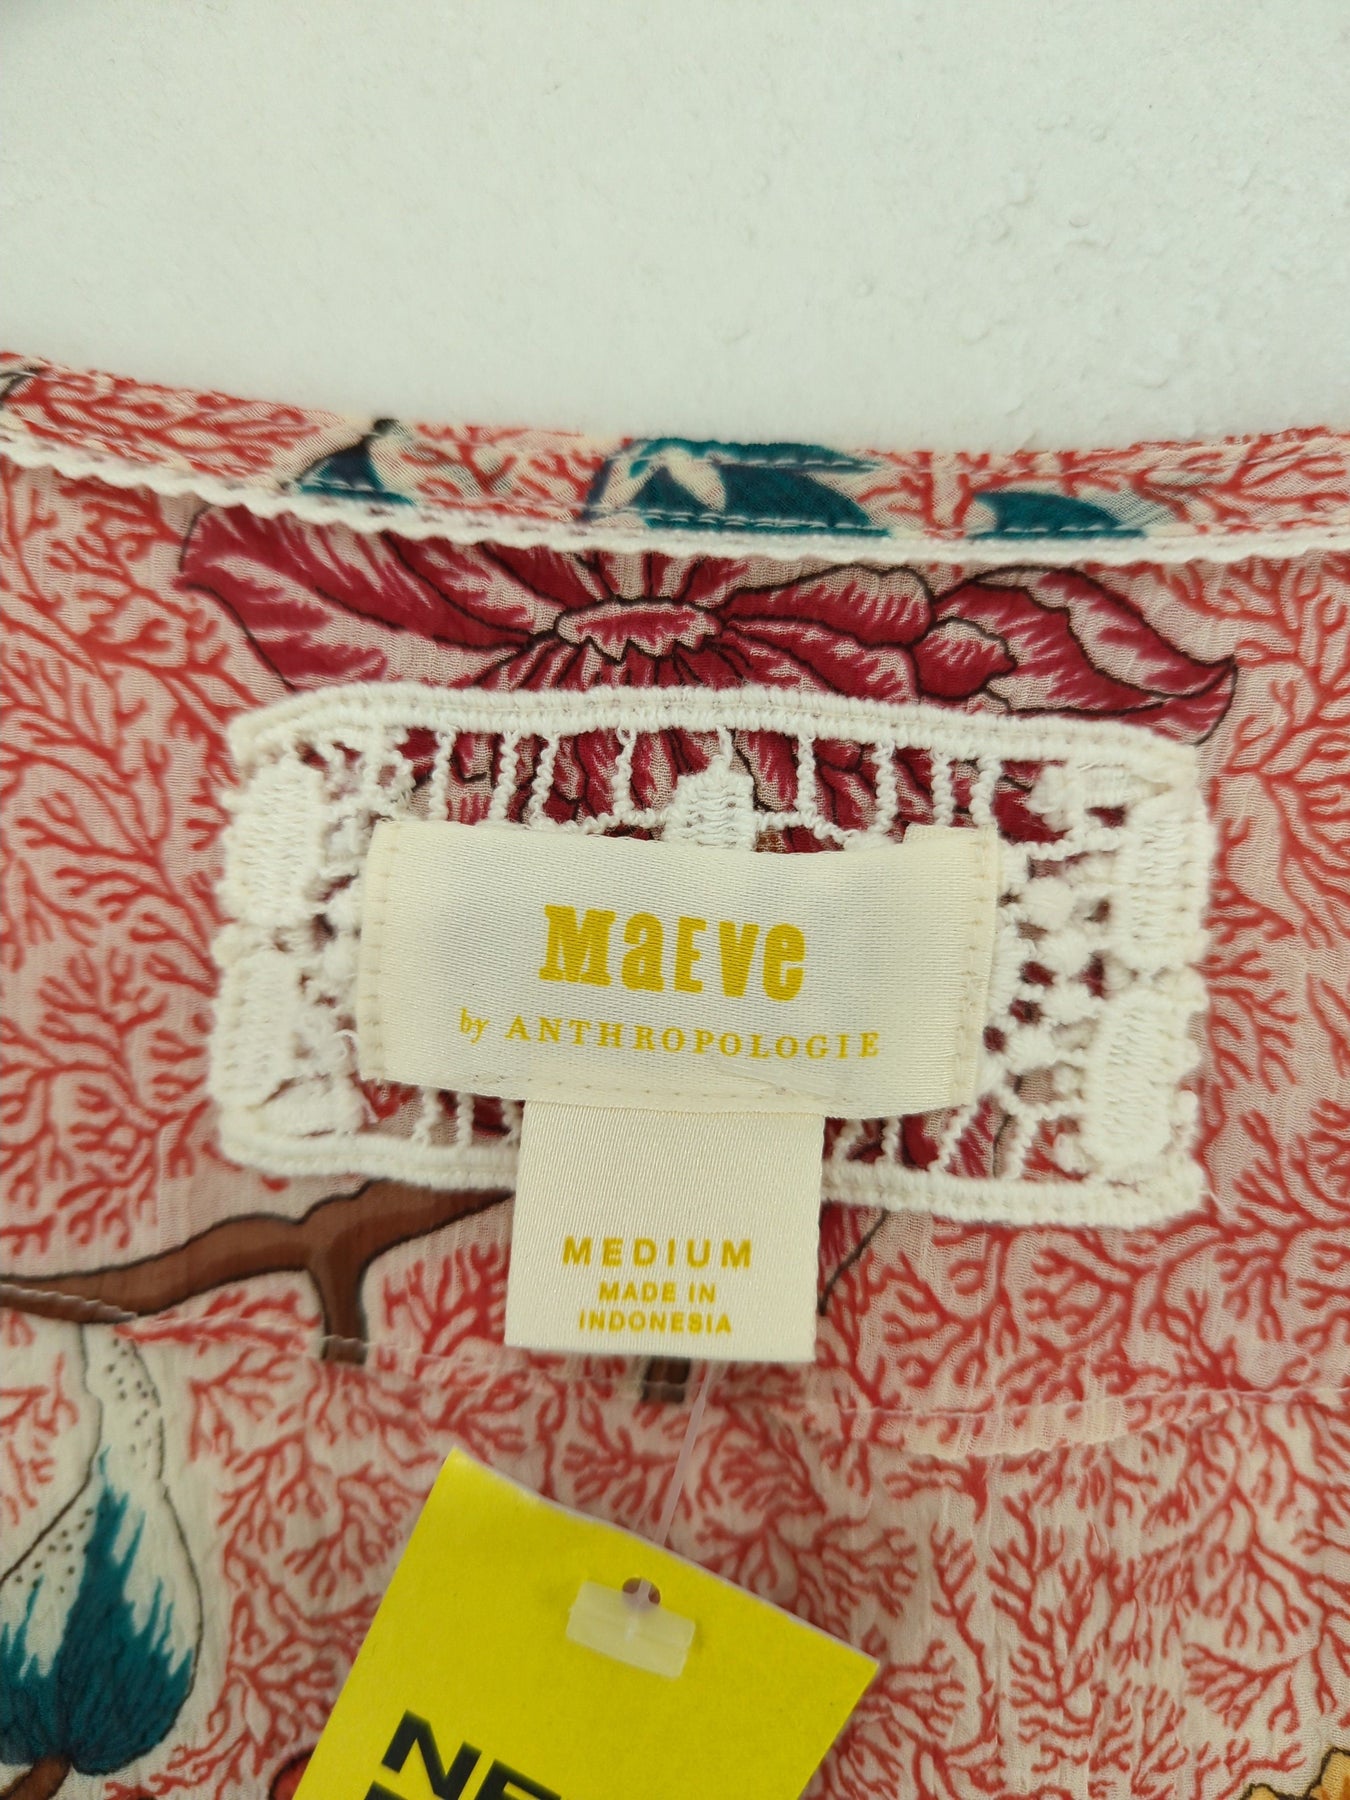 MaEVe
by ANTHROPOLOGIE
MEDIUM
MADE IN
INDONESIA